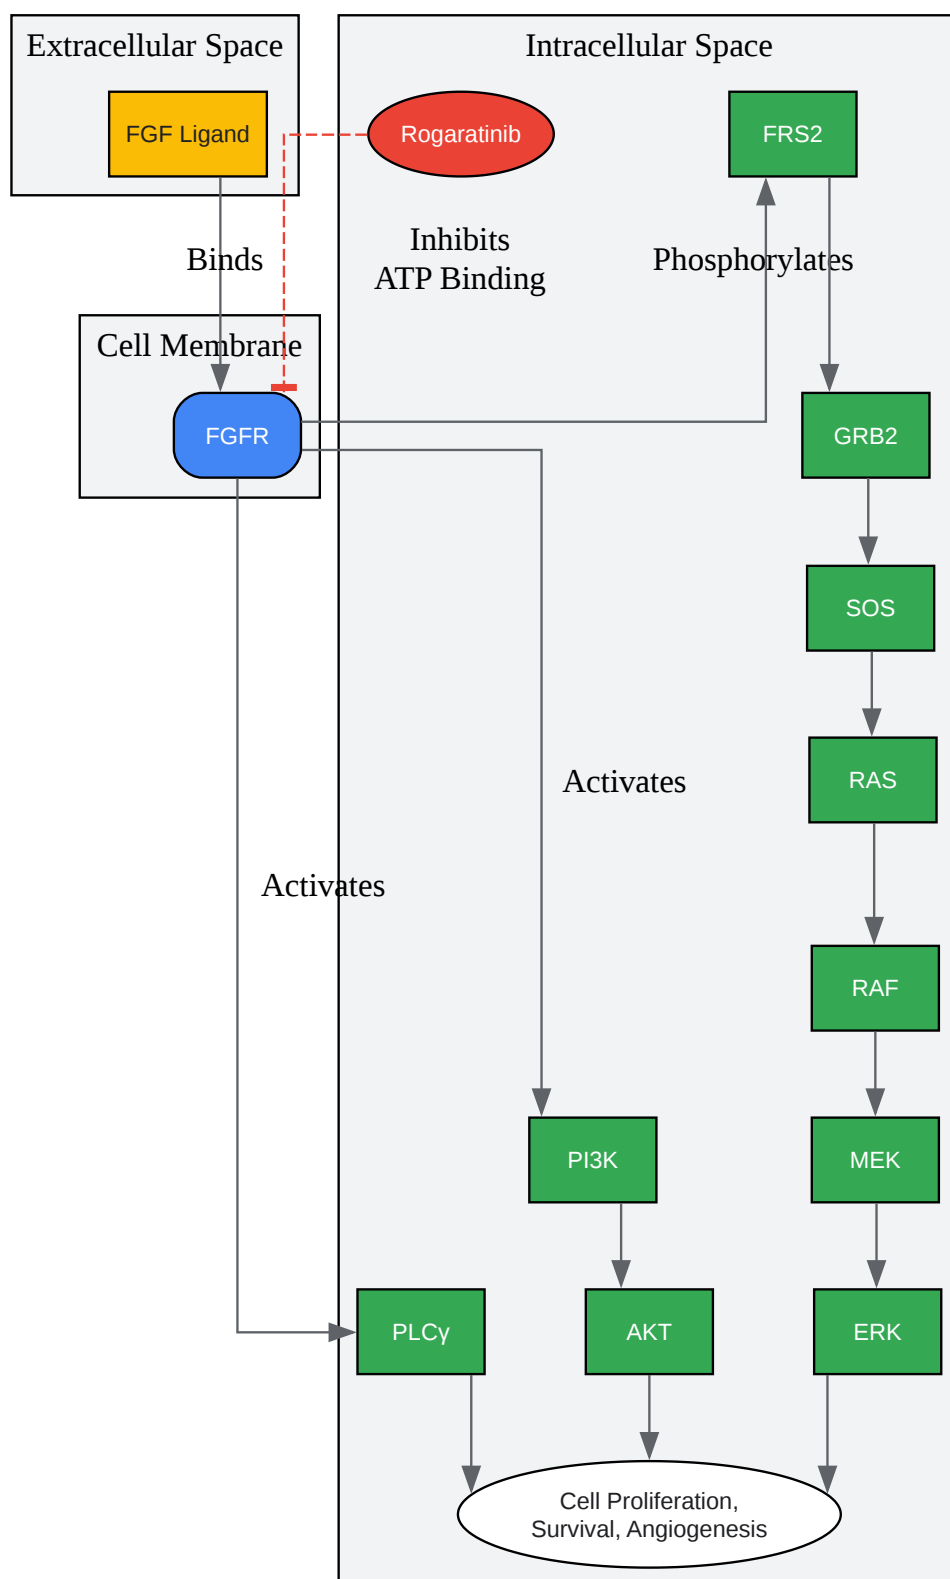 Extracellular Space
Intracellular Space
FGF Ligand
Rogaratinib
FRS2
Binds
Inhibits
ATP Binding
Phosphorylates
Cell Membrane
FGFR
GRB2
SOS
RAS
Activates
Activates
RAF
PI3K
MEK
PLCγ
AKT
ERK
Cell Proliferation,
Survival, Angiogenesis